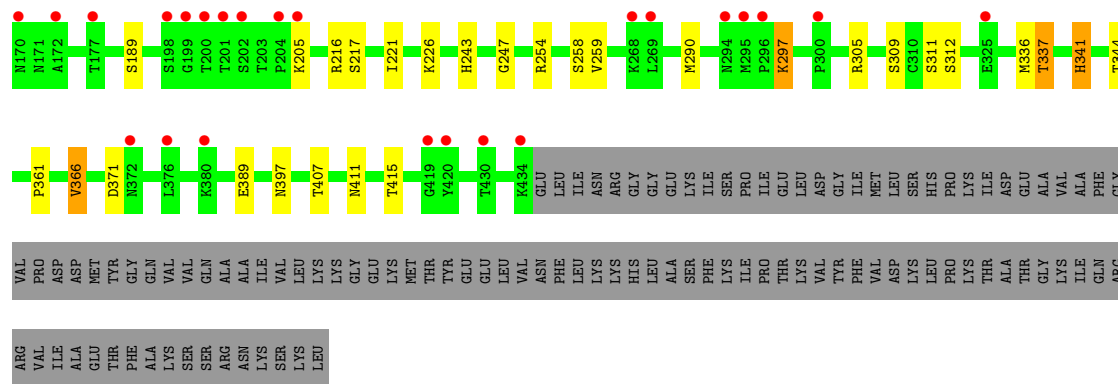 N170 N171 A172 T177 S189 S198 G199 T200 T201 S202 T203 P204 K205 R216 S217 I221 K226 H243 G247 R254 S258 V259 K268 L269 M290 N294 M295 P296 K297 P300 R305 S309 C310 S311 S312 E325 M336 T337 H341 T344
P361 V366 D371 N372 L376 K380 E389 N397 T407 N411 T415 G419 Y420 T430 K434 GLU LEU ILE ASN ARG GLY GLY GLU LYS ILE SER PRO ILE GLU LEU ASP GLY ILE MET LEU SER HIS PRO LYS ILE ASP GLU ALA VAL ALA PHE GLY
VAL PRO ASP ASP MET TYR GLY GLN VAL VAL GLN ALA ALA ILE VAL LEU LYS LYS GLY GLU LYS MET THR TYR GLU GLU LEU VAL ASN PHE LEU LYS LYS HIS LEU ALA SER PHE LYS ILE PRO THR LYS VAL TYR PHE VAL ASP LYS LEU PRO LYS THR ALA THR GLY LYS ILE GLN ARG
ARG VAL ILE ALA GLU THR PHE ALA LYS SER SER ARG ASN LYS SER LYS LEU